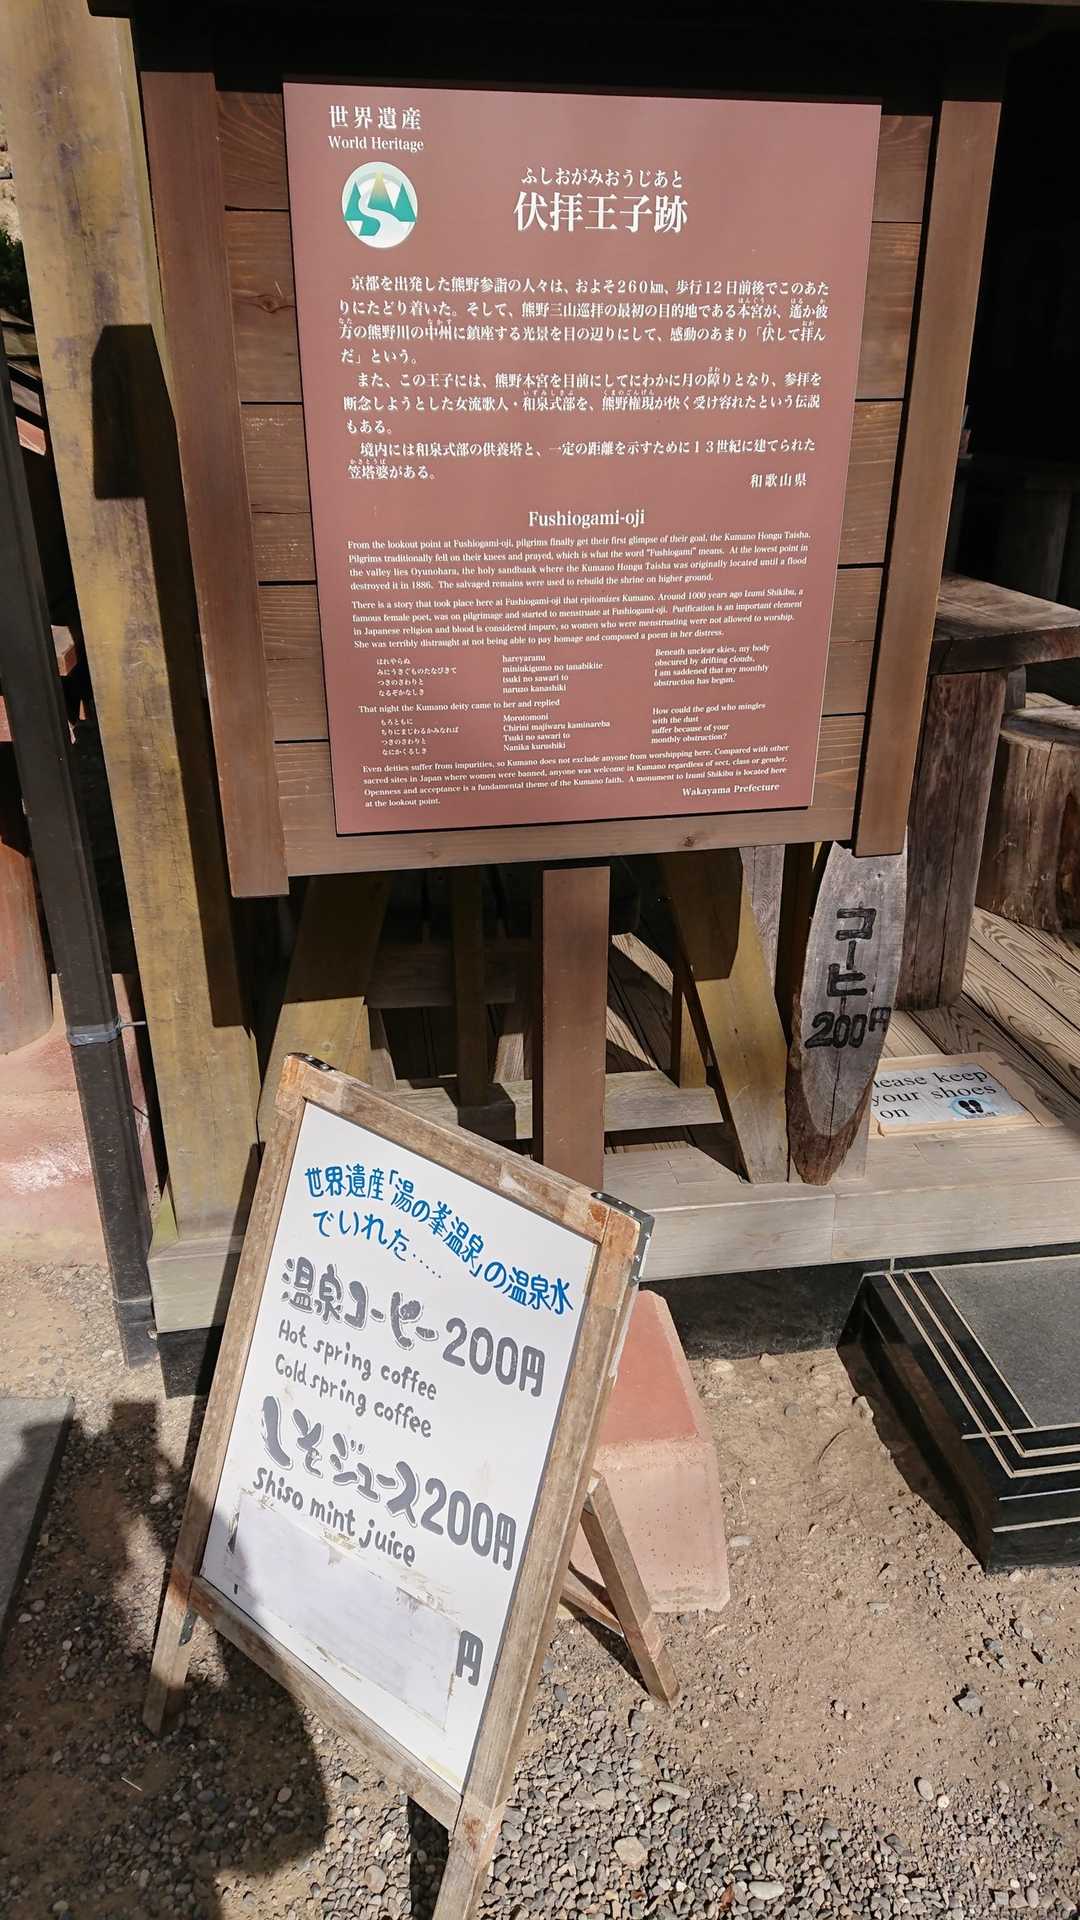 世界遺産
World Heritage
ふしおがみおうじあと
伏拝王子跡
京都を出発した熊野参詣の人々は、およそ260㎞、歩行12日前後でこのあた
りにたどり着いた。そして、熊野三山巡拝の最初の目的地である本宮が、遥か彼
方の熊野川の中州に鎮座する光景を目の辺りにして、感動のあまり「伏して拝ん
だ」という。
また、この王子には、熊野本宮を目前にしてにわかに月の障りとなり、参拝を
断念しようとした女流歌人・和泉式部を、熊野権現が快く受け容れたという伝説
もある。
境内には和泉式部の供養塔と、一定の距離を示すために13世紀に建てられた
笠塔婆がある。
和歌山県
Fushiogami-oji
From the lookout point at Fushiogami-oji, pilgrims finally get their first glimpse of their goal, the Kumano Hongu Taisha.
Pilgrims traditionally fell on their knees and prayed, which is what the word "Fushiogami" means. At the lowest point in
the valley lies Oyunohara, the holy sandbank where the Kumano Hongu Taisha was originally located until a flood
destroyed it in 1886. The salvaged remains were used to rebuild the shrine on higher ground.
There is a story that took place here at Fushiogami-oji that epitomizes Kumano. Around 1000 years ago Izumi Shikibu, a
famous female poet, was on pilgrimage and started to menstruate at Fushiogami-oji. Purification is an important element
in Japanese religion and blood is considered impure, so women who were menstruating were not allowed to worship.
She was terribly distraught at not being able to pay homage and composed a poem in her distress.
はれやらぬ
みにうきぐものたなびきて
つきのさわりと
なるぞかなしき
hareyaranu
miniukigumo no tanabikite
tsuki no sawari to
naruzo kanashiki
Beneath unclear skies, my body
obscured by drifting clouds,
I am saddened that my monthly
obstruction has begun.
That night the Kumano deity came to her and replied
もろともに
ちりにまじわるかみなれば
つきのさわりと
なにかくるしき
Morotomoni
Chirini majiwaru kaminareba
Tsuki no sawari to
Nanika kurushiki
How could the god who mingles
with the dust
suffer because of your
monthly obstruction?
Even deities suffer from impurities, so Kumano does not exclude anyone from worshipping here. Compared with other
sacred sites in Japan where women were banned, anyone was welcome in Kumano regardless of sect, class or gender.
Openness and acceptance is a fundamental theme of the Kumano faith. A monument to Izumi Shikibu is located here
at the lookout point.
Wakayama Prefecture
コーヒー
200円
lease keep
your shoes
on
世界遺産「湯の峯温泉」の温泉水
でいれた……
温泉コーヒー200円
Hot spring coffee
Cold spring coffee
しそジュース200円
shiso mint juice
円